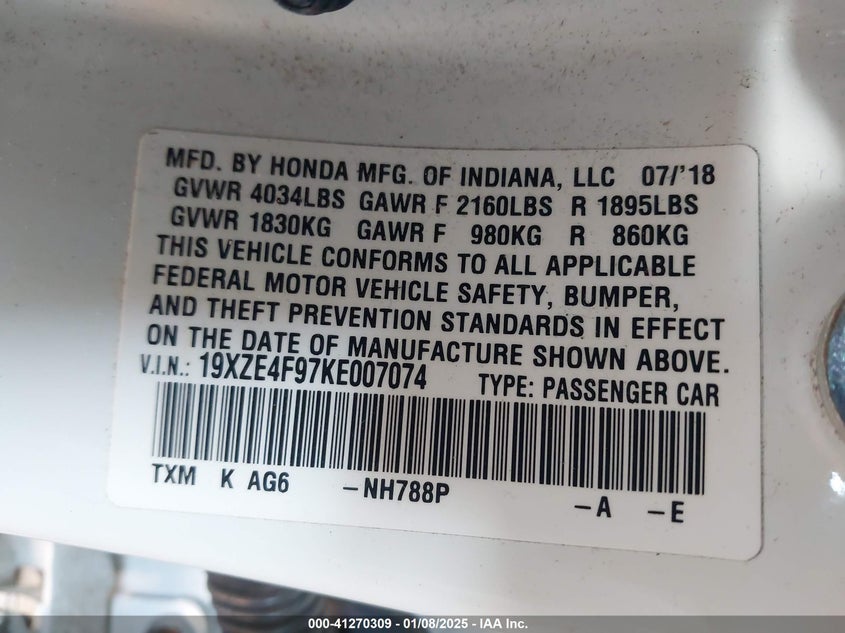 MFD. BY HONDA MFG. OF INDIANA, LLC 07/'18
GVWR 4034LBS GAWR F 2160LBS R 1895LBS
GVWR 1830KG GAWR F 980KG R 860KG
THIS VEHICLE CONFORMS TO ALL APPLICABLE
FEDERAL MOTOR VEHICLE SAFETY, BUMPER,
AND THEFT PREVENTION STANDARDS IN EFFECT
ON THE DATE OF MANUFACTURE SHOWN ABOVE.
V.I.N.: 19XZE4F97KE007074 TYPE: PASSENGER CAR
TXM K AG6 -NH788P -A -E
000-41270309 - 01/08/2025 - IAA Inc.